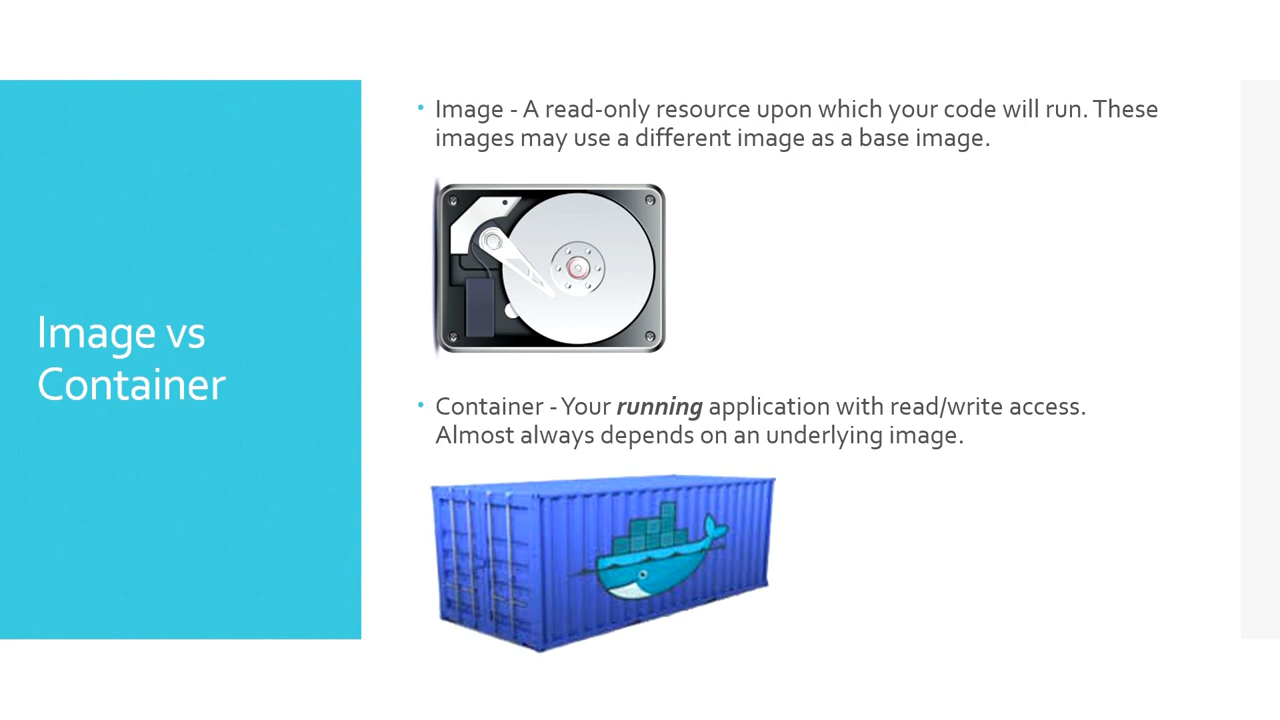 Image vs
Container
• Image - A read-only resource upon which your code will run. These
images may use a different image as a base image.
• Container - Your running application with read/write access.
Almost always depends on an underlying image.